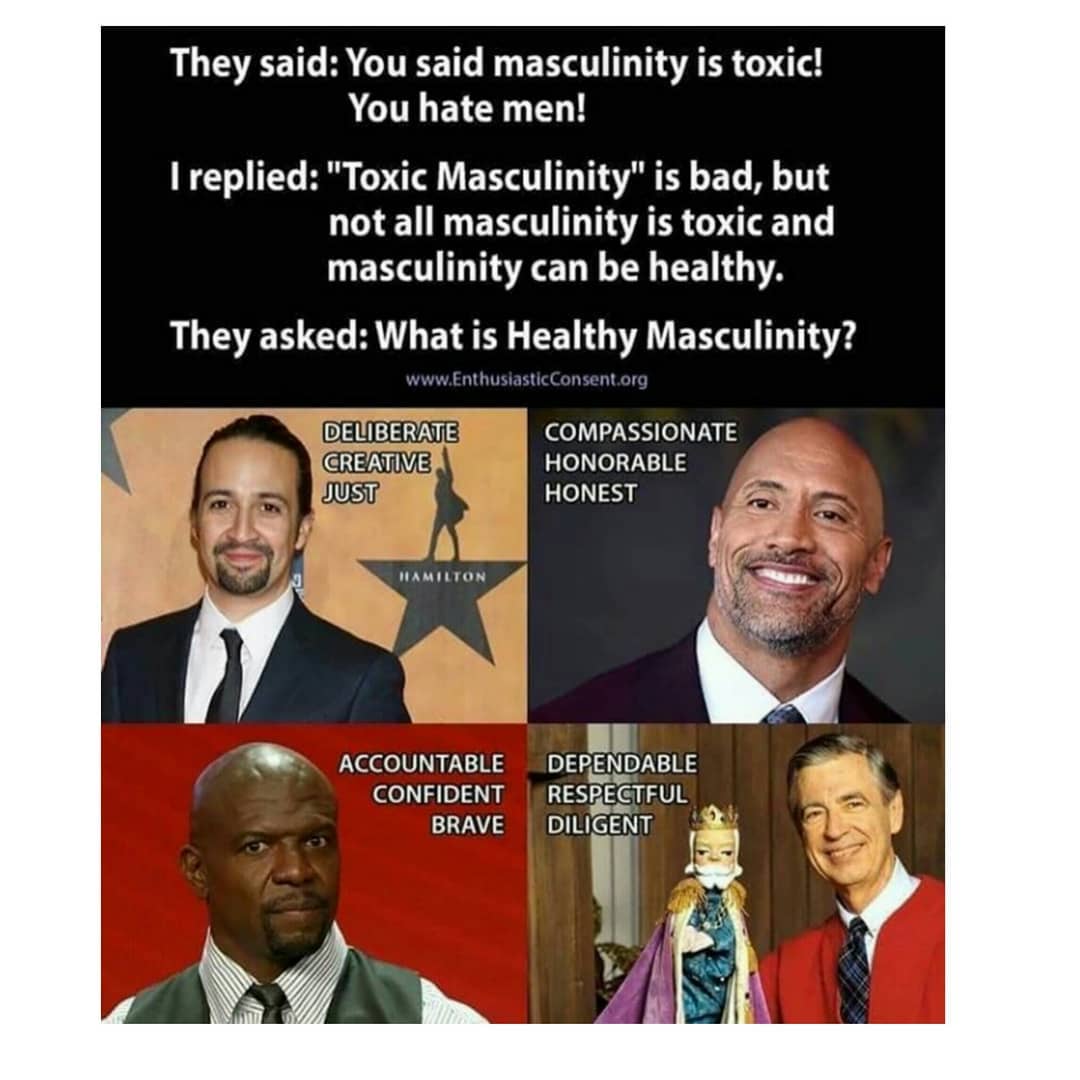 They said: You said masculinity is toxic!
You hate men!
I replied: "Toxic Masculinity" is bad, but
not all masculinity is toxic and
masculinity can be healthy.
They asked: What is Healthy Masculinity?
www.EnthusiasticConsent.org
DELIBERATE
CREATIVE
JUST
HAMILTON
COMPASSIONATE
HONORABLE
HONEST
ACCOUNTABLE
CONFIDENT
BRAVE
DEPENDABLE
RESPECTFUL
DILIGENT